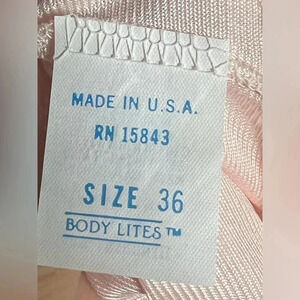 MADE IN U.S.A.
RN 15843
SIZE 36
BODY LITES™